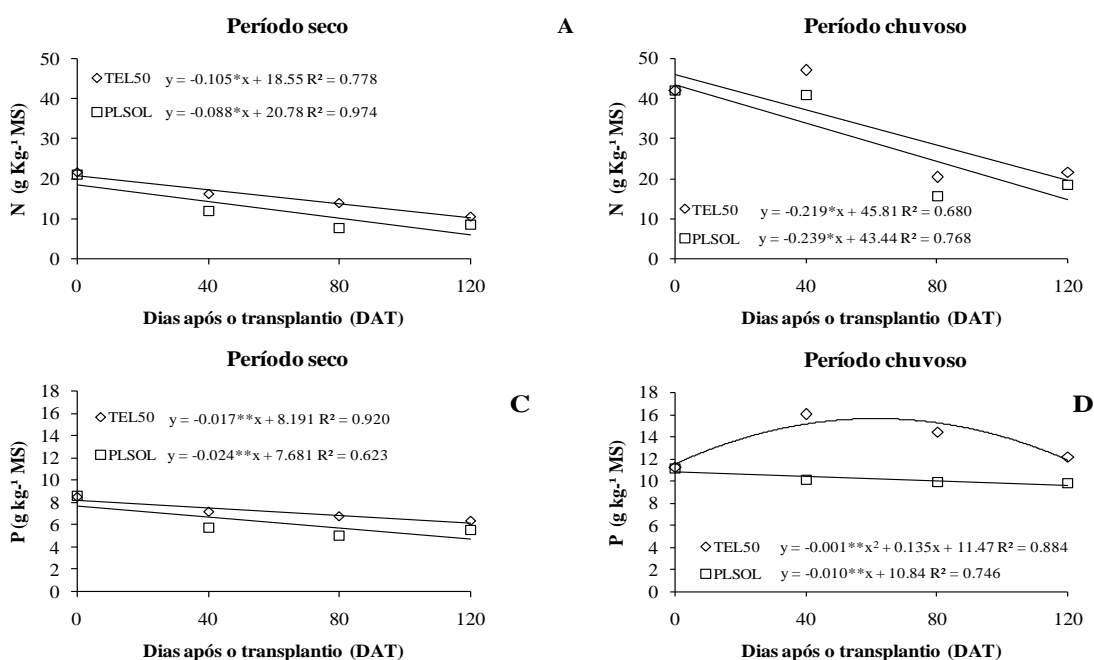 Período seco
A
50
40
30
20
10
0
N (g Kg-¹ MS)
TEL50 y = -0.105*x + 18.55 R² = 0.778
PLSOL y = -0.088*x + 20.78 R² = 0.974
0 40 80 120
Dias após o transplantio (DAT)
Período chuvoso
50
40
30
20
10
0
N (g Kg-¹ MS)
TEL50 y = -0.219*x + 45.81 R² = 0.680
PLSOL y = -0.239*x + 43.44 R² = 0.768
0 40 80 120
Dias após o transplantio (DAT)
Período seco
C
18
16
14
12
10
8
6
4
2
0
P (g kg-¹ MS)
TEL50 y = -0.017**x + 8.191 R² = 0.920
PLSOL y = -0.024**x + 7.681 R² = 0.623
0 40 80 120
Dias após o transplantio (DAT)
Período chuvoso
D
18
16
14
12
10
8
6
4
2
0
P (g kg-¹ MS)
TEL50 y = -0.001**x² + 0.135x + 11.47 R² = 0.884
PLSOL y = -0.010**x + 10.84 R² = 0.746
0 40 80 120
Dias após o transplantio (DAT)